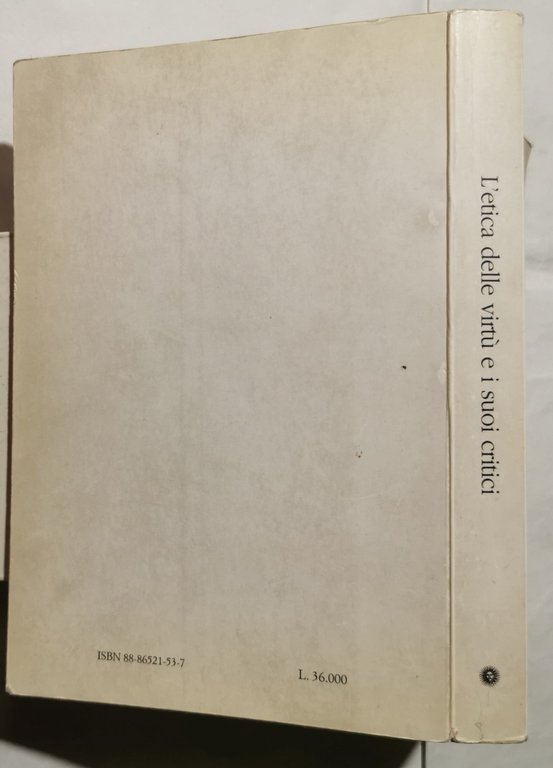 L'etica delle virtù e i suoi critici
ISBN 88-86521-53-7
L. 36.000